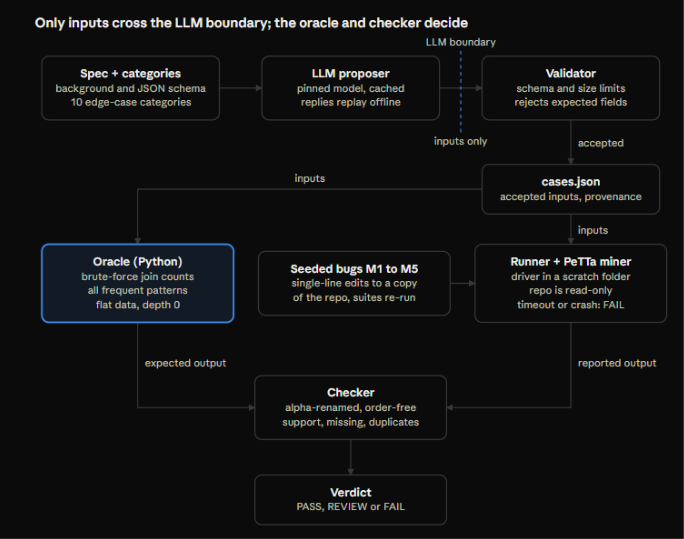 Only inputs cross the LLM boundary; the oracle and checker decide
LLM boundary
Spec + categories
background and JSON schema
10 edge-case categories
LLM proposer
pinned model, cached
replies replay offline
Validator
schema and size limits
rejects expected fields
inputs only
accepted
inputs
cases.json
accepted inputs, provenance
inputs
Oracle (Python)
brute-force join counts
all frequent patterns
flat data, depth 0
Seeded bugs M1 to M5
single-line edits to a copy
of the repo, suites re-run
Runner + PeTTa miner
driver in a scratch folder
repo is read-only
timeout or crash: FAIL
expected output
reported output
Checker
alpha-renamed, order-free
support, missing, duplicates
Verdict
PASS, REVIEW or FAIL